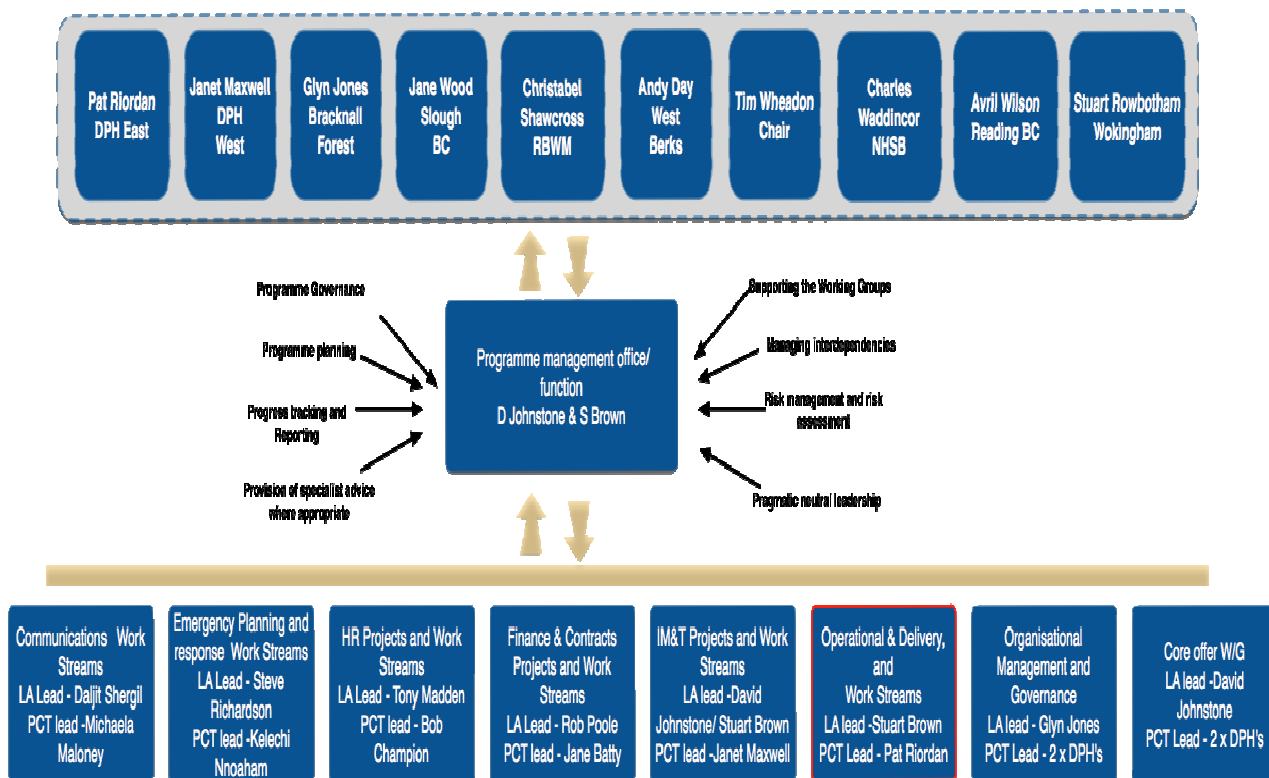 Pat Riordan
DPH East
Janet Maxwell
DPH
West
Glyn Jones
Bracknall
Forest
Jane Wood
Slough
BC
Christabel
Shawcross
RBWM
Andy Day
West
Berks
Tim Wheadon
Chair
Charles
Waddincor
NHSB
Avril Wilson
Reading BC
Stuart Rowbotham
Wokingham
Programme Governance
Programme planning
Progress tracking and
Reporting
Provision of specialist advice
where appropriate
Programme management office/
function
D Johnstone & S Brown
Supporting the Working Groups
Managing interdependencies
Risk management and risk
assessment
Pragmatic neutral leadership
Communications Work
Streams
LA Lead - Daljit Shergil
PCT lead -Michaela
Maloney
Emergency Planning and
response Work Streams
LA Lead - Steve
Richardson
PCT lead -Kelechi
Nnoaham
HR Projects and Work
Streams
LA Lead - Tony Madden
PCT lead - Bob
Champion
Finance & Contracts
Projects and Work
Streams
LA Lead - Rob Poole
PCT lead - Jane Batty
IM&T Projects and Work
Streams
LA lead -David
Johnstone/ Stuart Brown
PCT lead -Janet Maxwell
Operational & Delivery,
and
Work Streams
LA lead -Stuart Brown
PCT Lead - Pat Riordan
Organisational
Management and
Governance
LA lead - Glyn Jones
PCT Lead - 2 x DPH's
Core offer W/G
LA lead -David
Johnstone
PCT Lead - 2 x DPH's